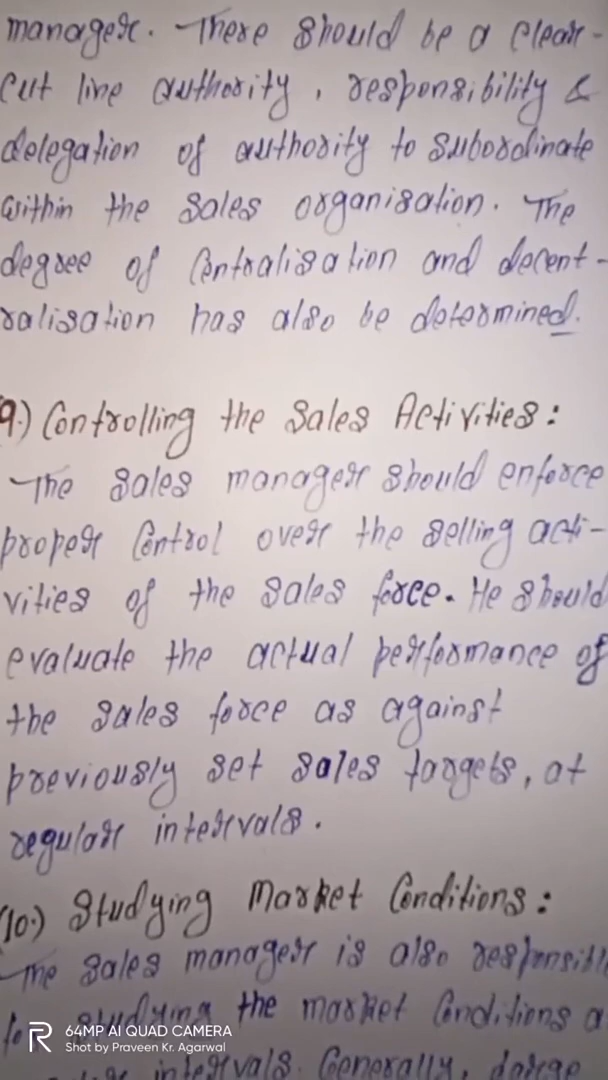 manager. There should be a clear-
cut line authority, responsibility &
delegation of authority to subordinate
within the sales organisation. The
degree of Centralisation and decent-
ralisation has also be determined.
9.) Controlling the Sales Activities:
The sales manager should enforce
proper Control over the selling acti-
vities of the sales force. He should
evaluate the actual performance of
the sales force as against
previously set sales targets, at
regular intervals.
(10.) Studying Market Conditions:
The sales manager is also
studying the market Conditions
64MP AI QUAD CAMERA
Shot by Praveen Kr. Agarwal
intervals. Generally,